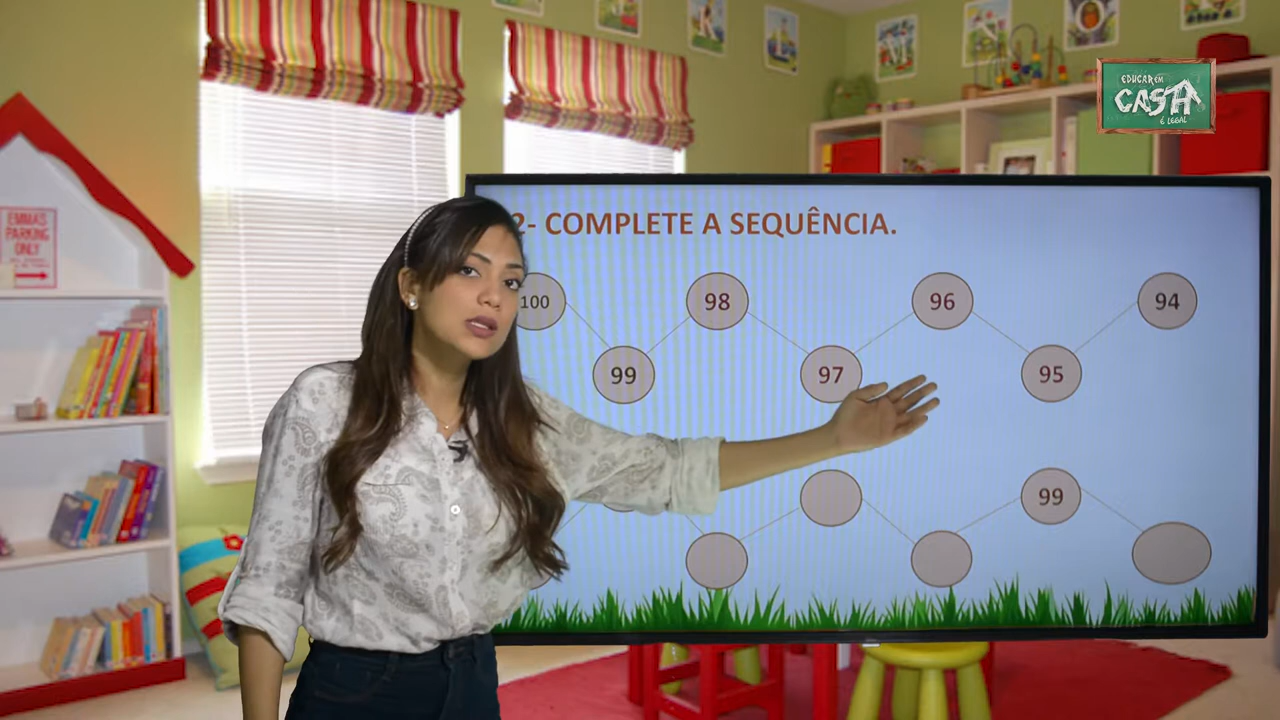 EDUCAR EM
CASA
É LEGAL
EMMA'S
PARKING
ONLY
2- COMPLETE A SEQUÊNCIA.
100 98 96 94
99 97 95
99